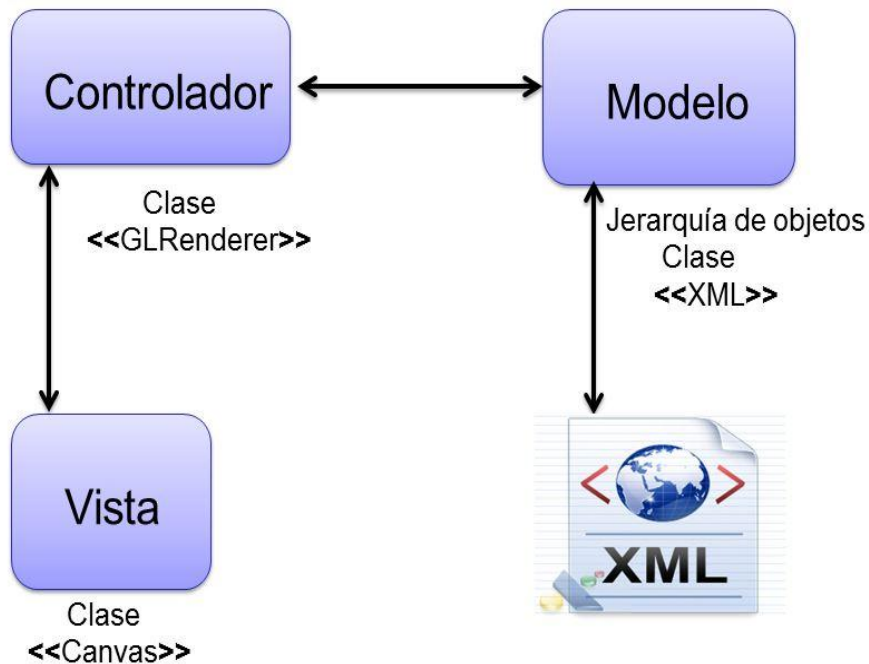 Controlador
Modelo
Clase
<<GLRenderer>>
Jerarquía de objetos
Clase
<<XML>>
Vista
< >
XML
Clase
<<Canvas>>